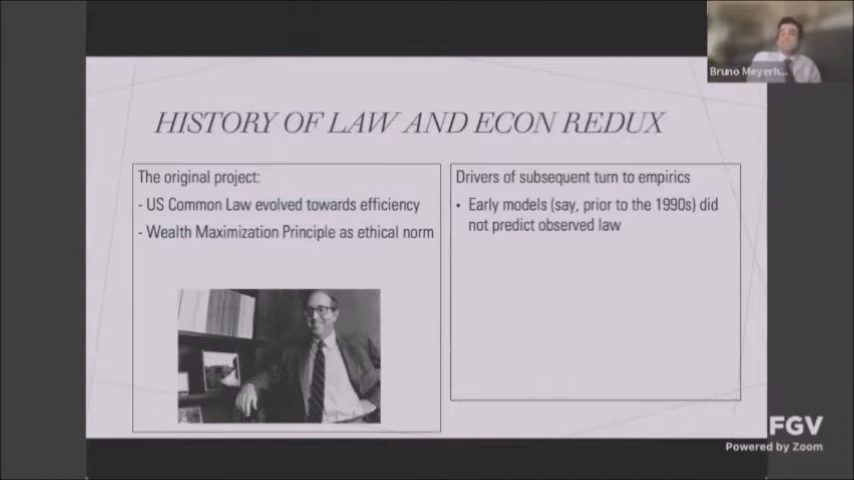 Bruno Meyerh...
HISTORY OF LAW AND ECON REDUX
The original project:
- US Common Law evolved towards efficiency
- Wealth Maximization Principle as ethical norm
Drivers of subsequent turn to empirics
• Early models (say, prior to the 1990s) did
not predict observed law
FGV
Powered by Zoom